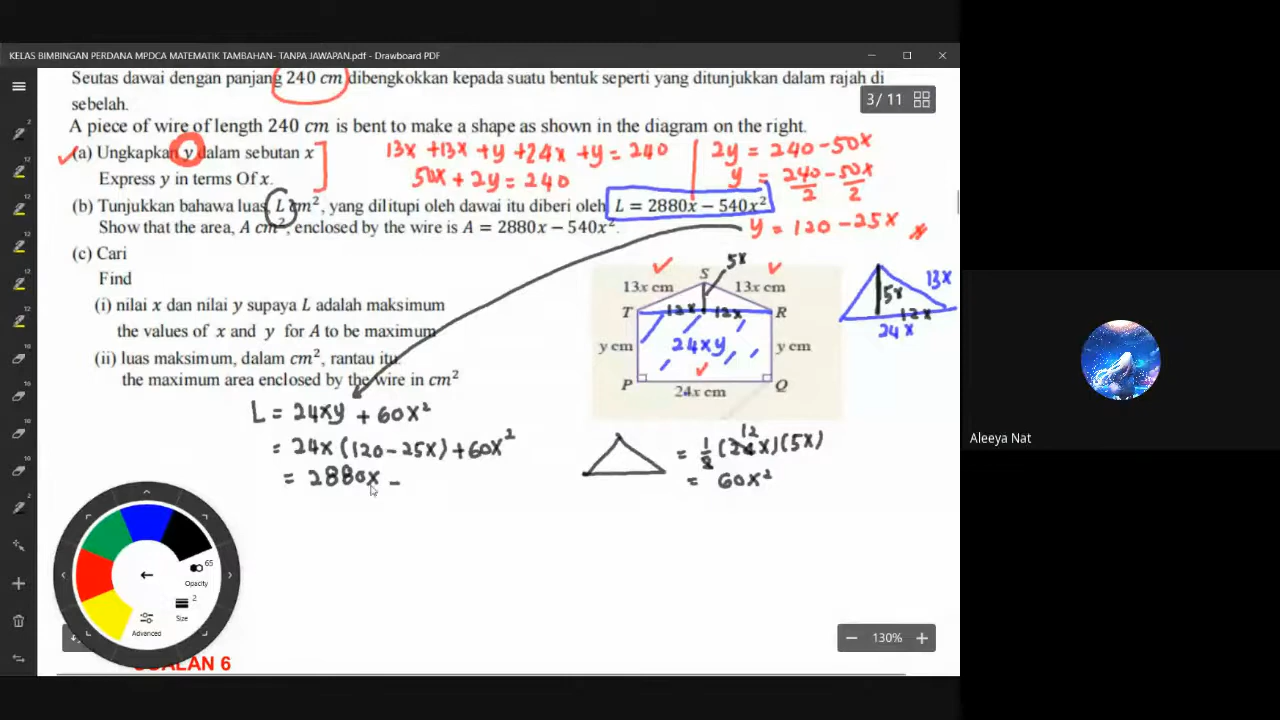 KELAS BIMBINGAN PERDANA MPDCA MATEMATIK TAMBAHAN- TANPA JAWAPAN.pdf - Drawboard PDF
Seutas dawai dengan panjang 240 cm dibengkokkan kepada suatu bentuk seperti yang ditunjukkan dalam rajah di
sebelah.
3 / 11
A piece of wire of length 240 cm is bent to make a shape as shown in the diagram on the right.
(a) Ungkapkan y dalam sebutan x
Express y in terms Of x.
13x + 13x + y + 24x + y = 240
50x + 2y = 240
2y = 240 - 50x
y = 240/2 - 50x/2
y = 120 - 25x
(b) Tunjukkan bahawa luas, L cm², yang dilitupi oleh dawai itu diberi oleh L = 2880x − 540x²
Show that the area, A cm², enclosed by the wire is A = 2880x − 540x².
(c) Cari
Find
(i) nilai x dan nilai y supaya L adalah maksimum
the values of x and y for A to be maximum
(ii) luas maksimum, dalam cm², rantau itu.
the maximum area enclosed by the wire in cm²
5x
13x cm S 13x cm
T 12x 12x R
y cm 24xy y cm
P 24x cm Q
13x
5x
12x
24x
L = 24xy + 60x²
= 24x (120 - 25x) + 60x²
= 2880x -
= 1/2 (24x)(5x)
12
= 60x²
65
Opacity
2
Size
Advanced
130%
SOALAN 6
Aleeya Nat